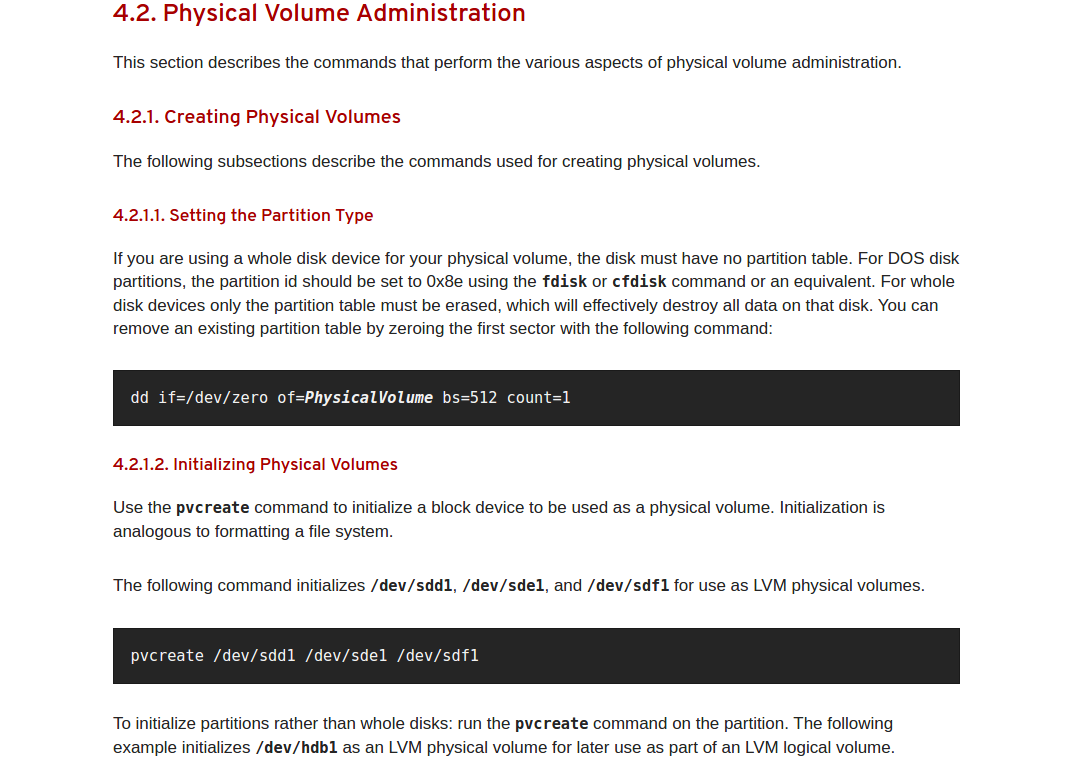 4.2. Physical Volume Administration
This section describes the commands that perform the various aspects of physical volume administration.
4.2.1. Creating Physical Volumes
The following subsections describe the commands used for creating physical volumes.
4.2.1.1. Setting the Partition Type
If you are using a whole disk device for your physical volume, the disk must have no partition table. For DOS disk
partitions, the partition id should be set to 0x8e using the fdisk or cfdisk command or an equivalent. For whole
disk devices only the partition table must be erased, which will effectively destroy all data on that disk. You can
remove an existing partition table by zeroing the first sector with the following command:
dd if=/dev/zero of=PhysicalVolume bs=512 count=1
4.2.1.2. Initializing Physical Volumes
Use the pvcreate command to initialize a block device to be used as a physical volume. Initialization is
analogous to formatting a file system.
The following command initializes /dev/sdd1, /dev/sde1, and /dev/sdf1 for use as LVM physical volumes.
pvcreate /dev/sdd1 /dev/sde1 /dev/sdf1
To initialize partitions rather than whole disks: run the pvcreate command on the partition. The following
example initializes /dev/hdb1 as an LVM physical volume for later use as part of an LVM logical volume.